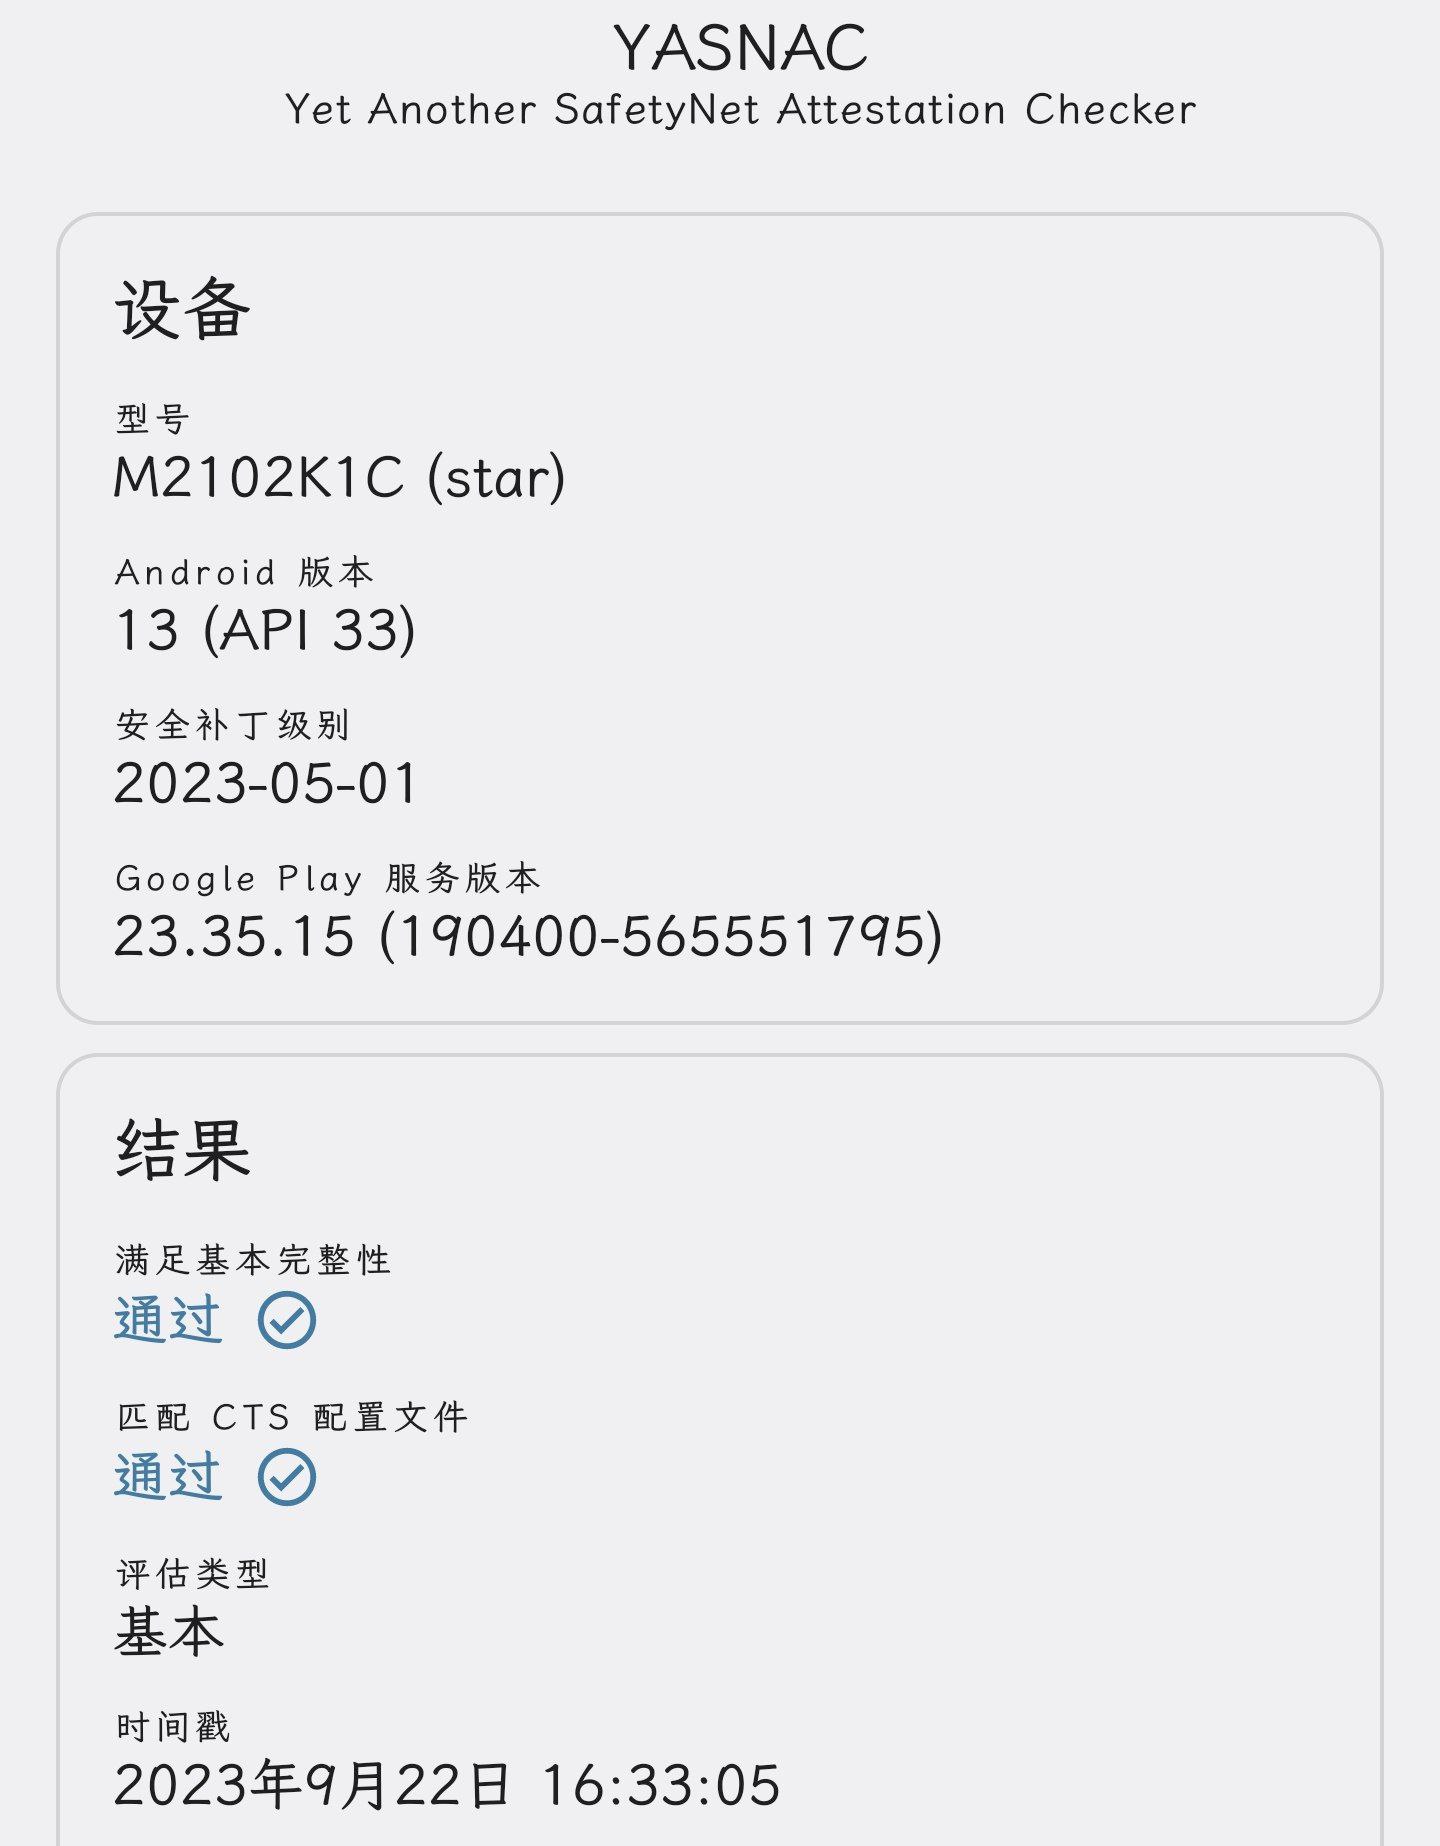 YASNAC
Yet Another SafetyNet Attestation Checker
设备
型号
M2102K1C (star)
Android 版本
13 (API 33)
安全补丁级别
2023-05-01
Google Play 服务版本
23.35.15 (190400-565551795)
结果
满足基本完整性
通过
匹配 CTS 配置文件
通过
评估类型
基本
时间戳
2023年9月22日 16:33:05